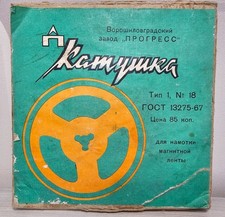 Ворошиловградский
завод „ПРОГРЕСС"
Катушка
Тип 1, № 18
ГОСТ 13275-67
Цена 85 коп.
для намотки
магнитной
ленты